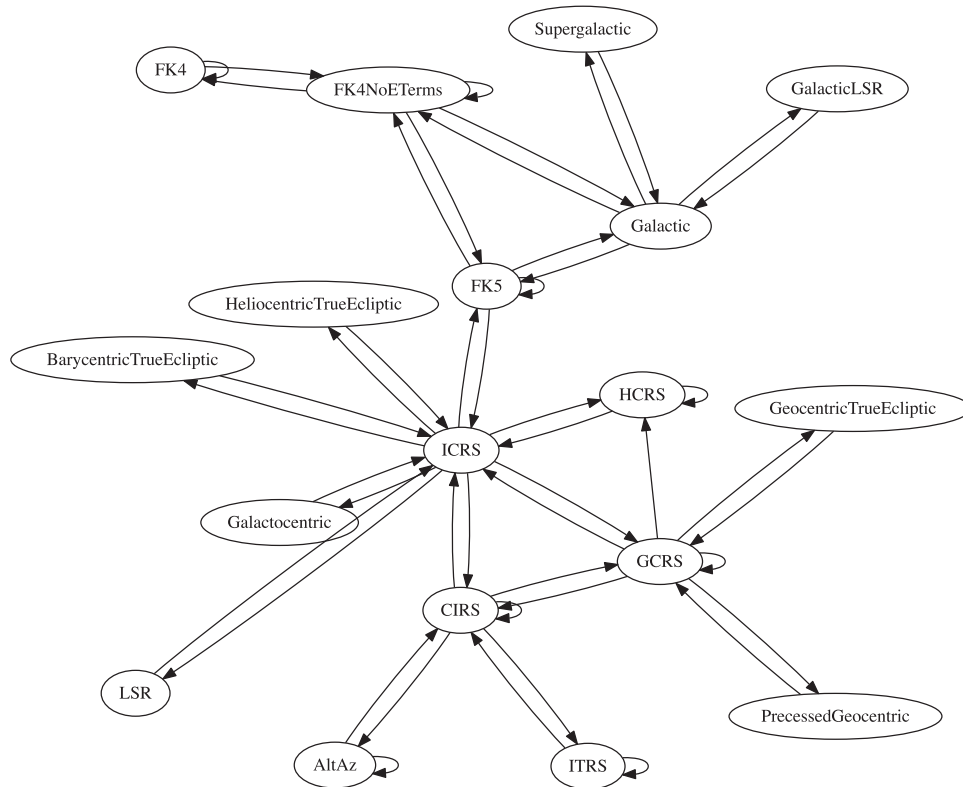 Supergalactic
FK4
FK4NoETerms
GalacticLSR
Galactic
FK5
HeliocentricTrueEcliptic
BarycentricTrueEcliptic
HCRS
GeocentricTrueEcliptic
ICRS
Galactocentric
GCRS
CIRS
LSR
PrecessedGeocentric
AltAz
ITRS